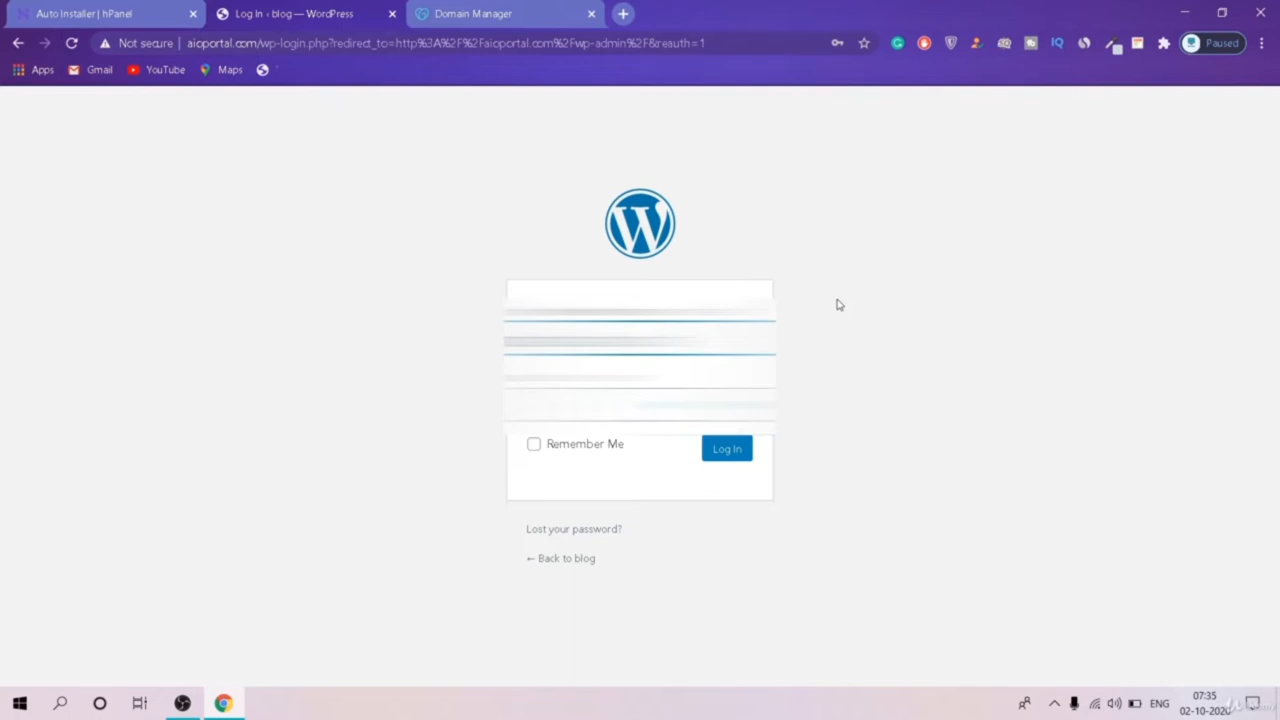 Auto Installer | hPanel
Log In ‹ blog — WordPress
Domain Manager
Not secure
aioportal.com/wp-login.php?redirect_to=http%3A%2F%2Faioportal.com%2Fwp-admin%2F&reauth=1
Paused
Apps
Gmail
YouTube
Maps
Remember Me
Log In
Lost your password?
← Back to blog
ENG
07:35
02-10-2020